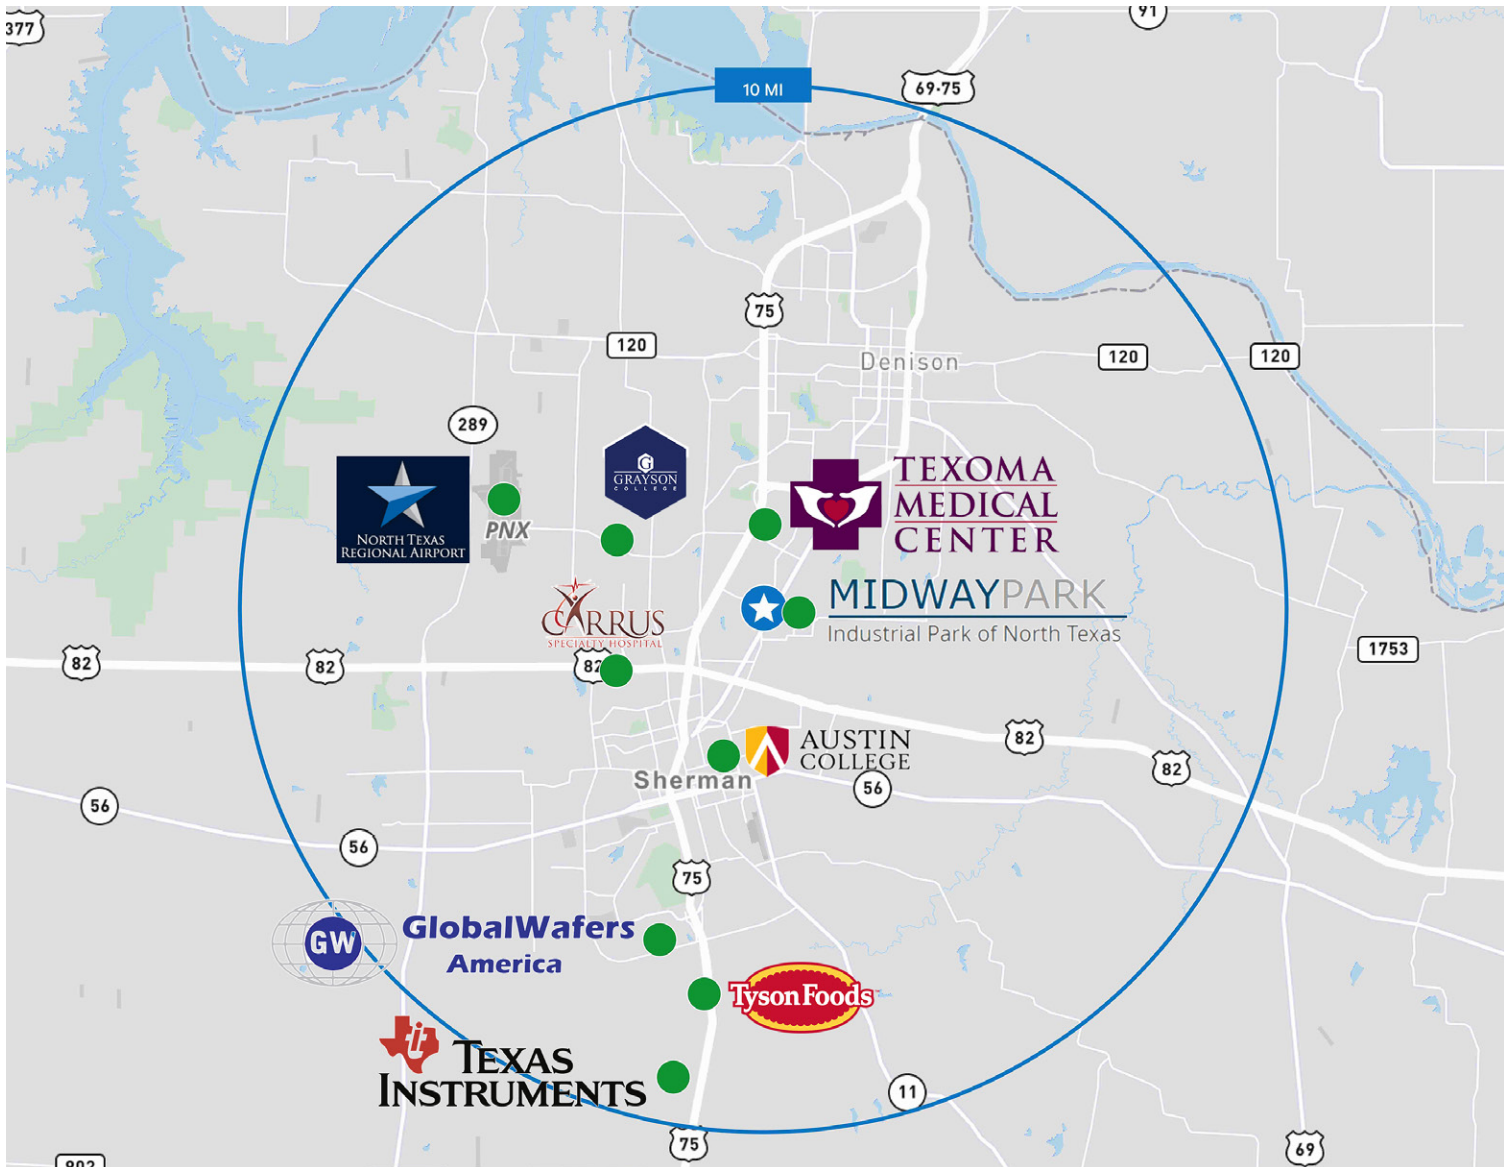 377
91
10 MI
69-75
75
120
Denison
120
120
289
G
GRAYSON
COLLEGE
NORTH TEXAS
REGIONAL AIRPORT
PNX
TEXOMA
MEDICAL
CENTER
CARRUS
SPECIALTY HOSPITAL
MIDWAYPARK
Industrial Park of North Texas
82
82
82
1753
82
82
AUSTIN
COLLEGE
Sherman
56
56
56
75
GW
GlobalWafers
America
Tyson Foods
ti
TEXAS
INSTRUMENTS
11
75
69